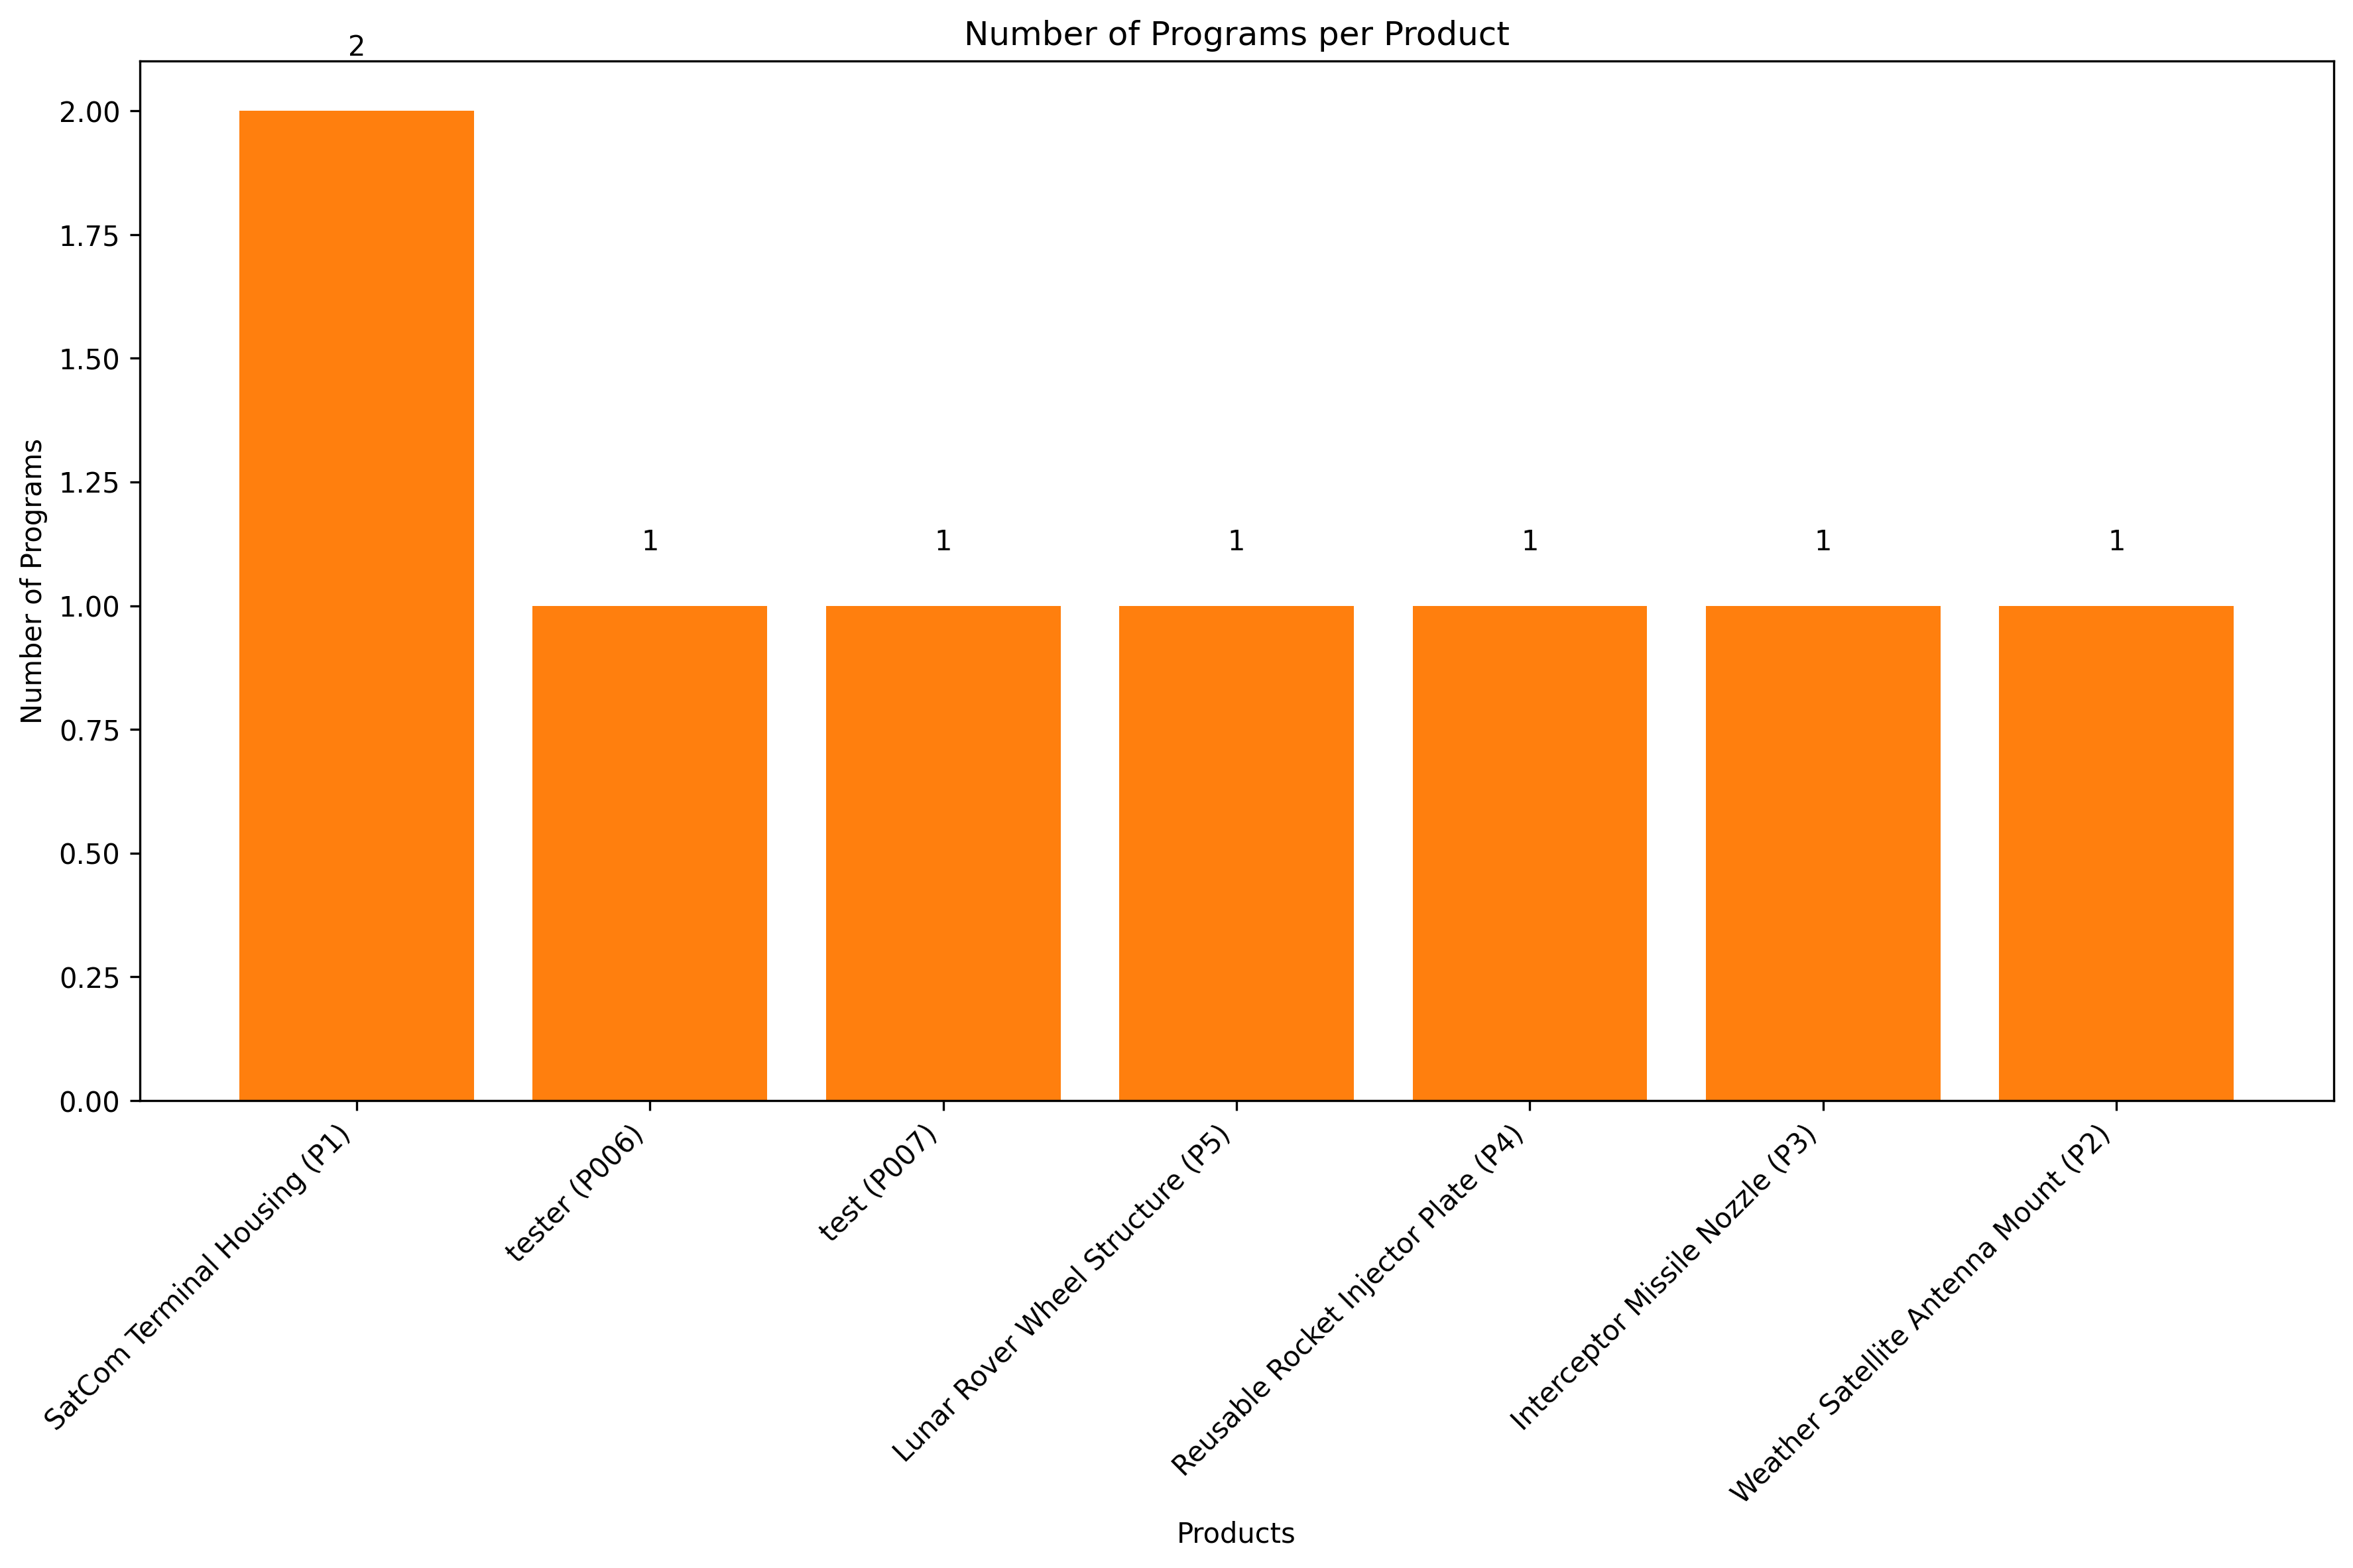 Number of Programs per Product
2
2.00
1.75
1.50
1.25
1.00
0.75
0.50
0.25
0.00
Number of Programs
1
1
1
1
1
1
SatCom Terminal Housing (P1)
tester (P006)
test (P007)
Lunar Rover Wheel Structure (P5)
Reusable Rocket Injector Plate (P4)
Interceptor Missile Nozzle (P3)
Weather Satellite Antenna Mount (P2)
Products